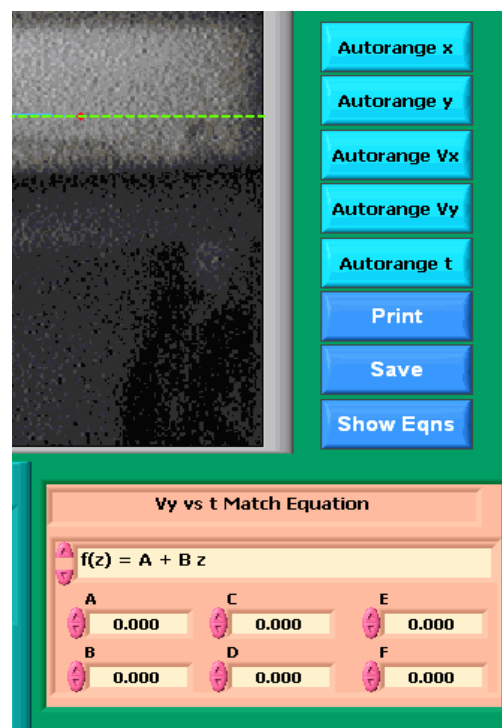 Autorange x
Autorange y
Autorange Vx
Autorange Vy
Autorange t
Print
Save
Show Eqns
Vy vs t Match Equation
f(z) = A + B z
A C E
0.000 0.000 0.000
B D F
0.000 0.000 0.000